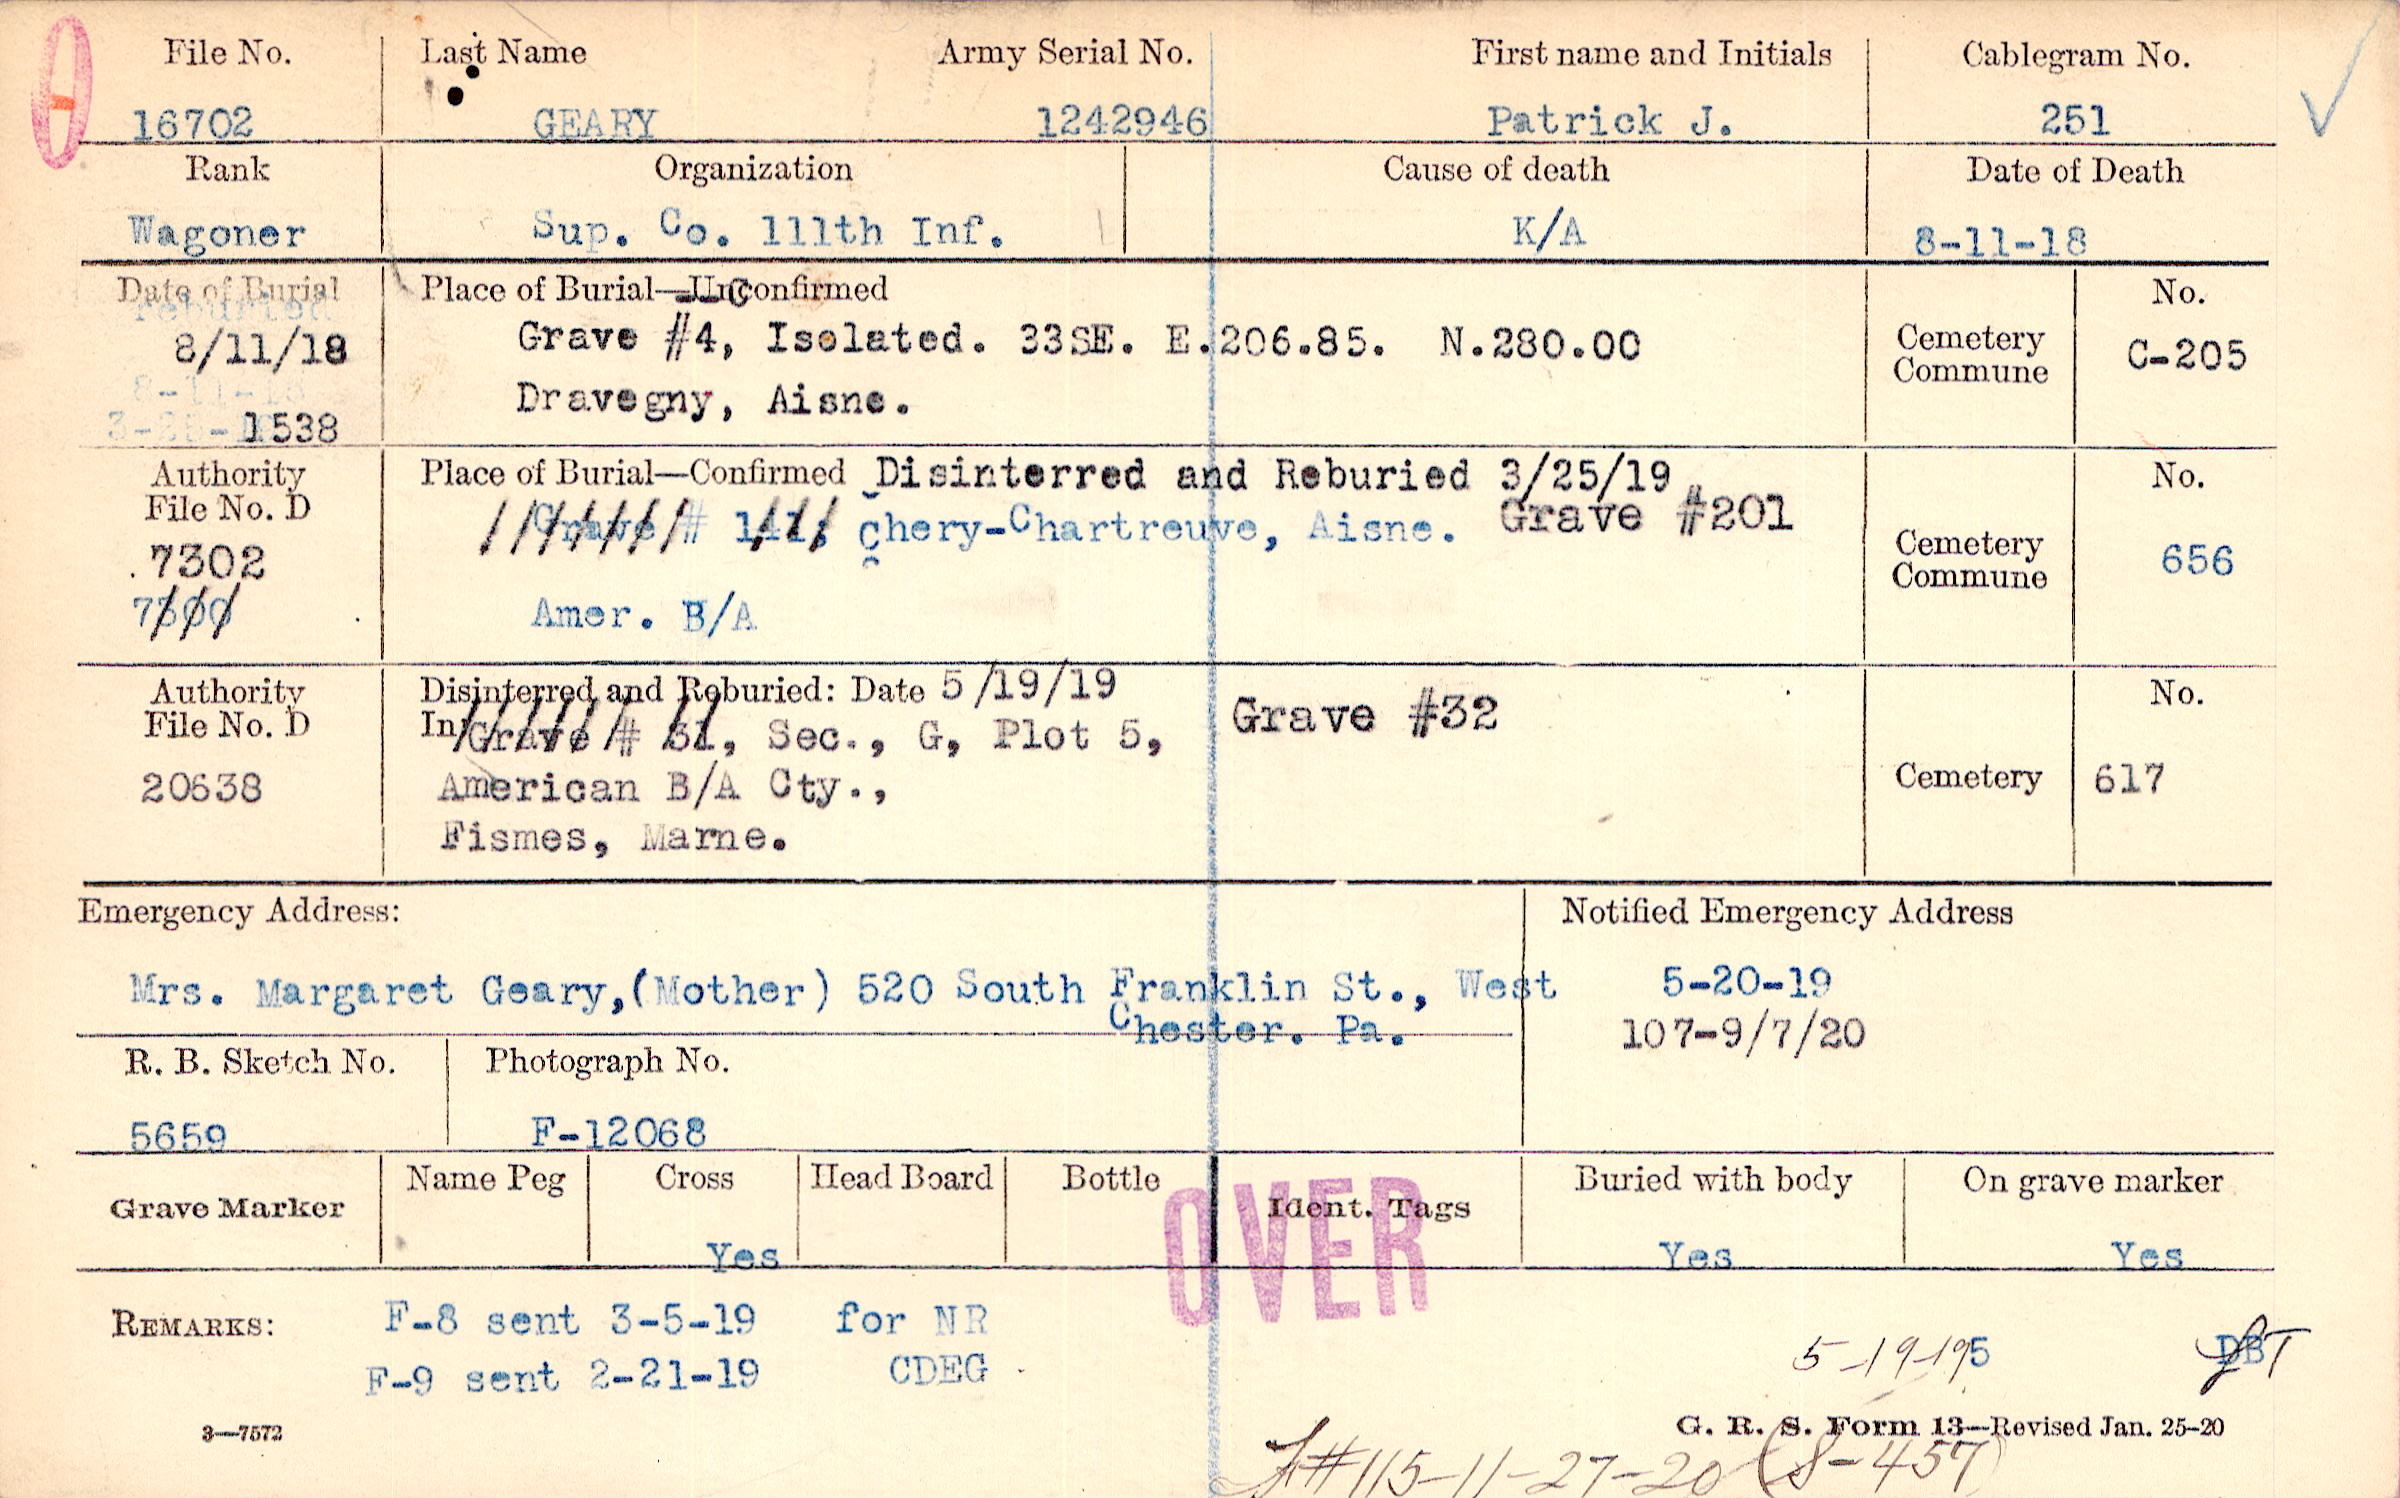 File No. Last Name Army Serial No. First name and Initials Cablegram No.
16702 GEARY 1242946 Patrick J. 251
Rank Organization Cause of death Date of Death
Wagoner Sup. Co. 111th Inf. K/A 8-11-18
Date of Burial Place of Burial—Unconfirmed No.
reburied
8/11/18 Grave #4, Isolated. 33SE. E.206.85. N.280.00 Cemetery Commune C-205
8-11-18 Dravegny, Aisne.
1538
Authority File No. D Place of Burial—Confirmed Disinterred and Reburied 3/25/19 No.
Grave # 141, Chery-Chartreuve, Aisne. Grave #201
7302 Cemetery Commune 656
7300 Amer. B/A
Authority File No. D Disinterred and Reburied: Date 5/19/19 No.
In Grave # 31, Sec., G, Plot 5, Grave #32
20638 American B/A Cty., Cemetery 617
Fismes, Marne.
Emergency Address: Notified Emergency Address
Mrs. Margaret Geary,(Mother) 520 South Franklin St., West 5-20-19
Chester. Pa. 107-9/7/20
R. B. Sketch No. Photograph No.
5659 F-12068
Grave Marker Name Peg Cross Head Board Bottle Ident. Tags Buried with body On grave marker
Yes Yes Yes
OVER
REMARKS: F-8 sent 3-5-19 for NR
F-9 sent 2-21-19 CDEG
5-19-19
3—7572 G. R. S. Form 13—Revised Jan. 25-20
#115-11-27-20 (S-457)